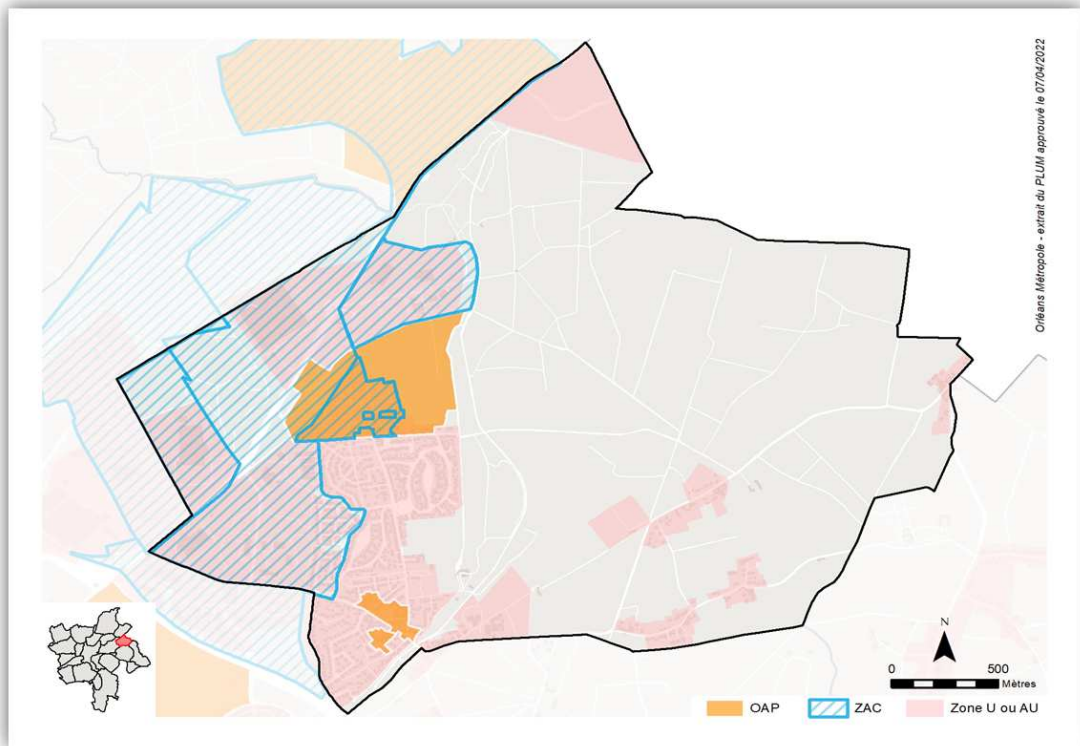 Orléans Métropole - extrait du PLUM approuvé le 07/04/2022
N
0 500
Mètres
OAP ZAC Zone U ou AU